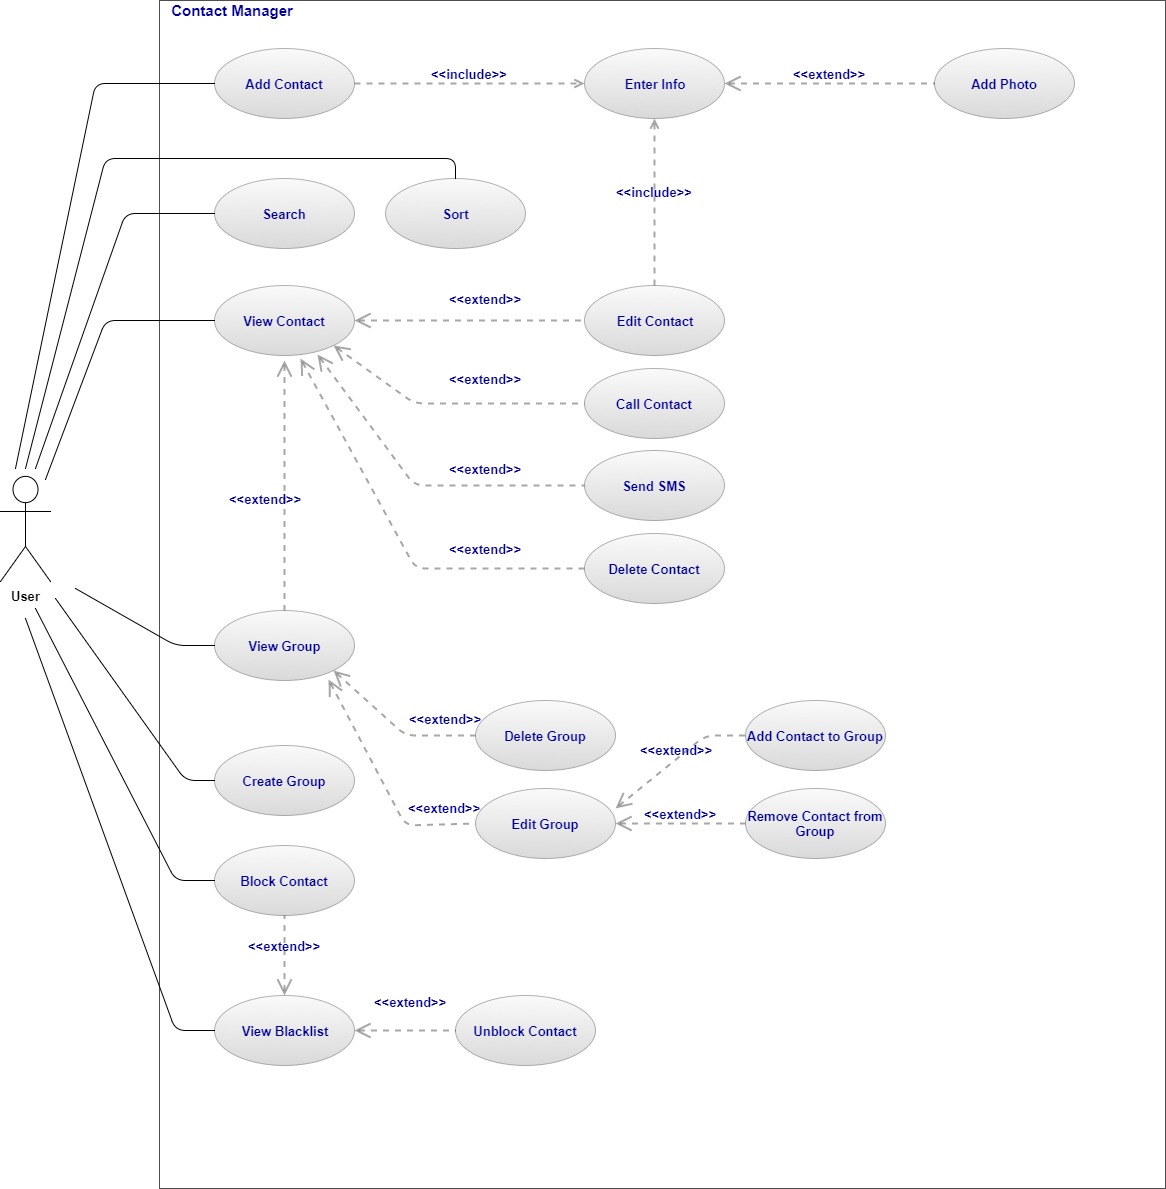 Contact Manager
Add Contact
<<include>>
Enter Info
<<extend>>
Add Photo
<<include>>
Search
Sort
View Contact
<<extend>>
Edit Contact
<<extend>>
Call Contact
<<extend>>
Send SMS
<<extend>>
<<extend>>
Delete Contact
User
View Group
<<extend>>
Delete Group
<<extend>>
Add Contact to Group
Create Group
<<extend>>
Edit Group
<<extend>>
Remove Contact from
Group
Block Contact
<<extend>>
View Blacklist
<<extend>>
Unblock Contact